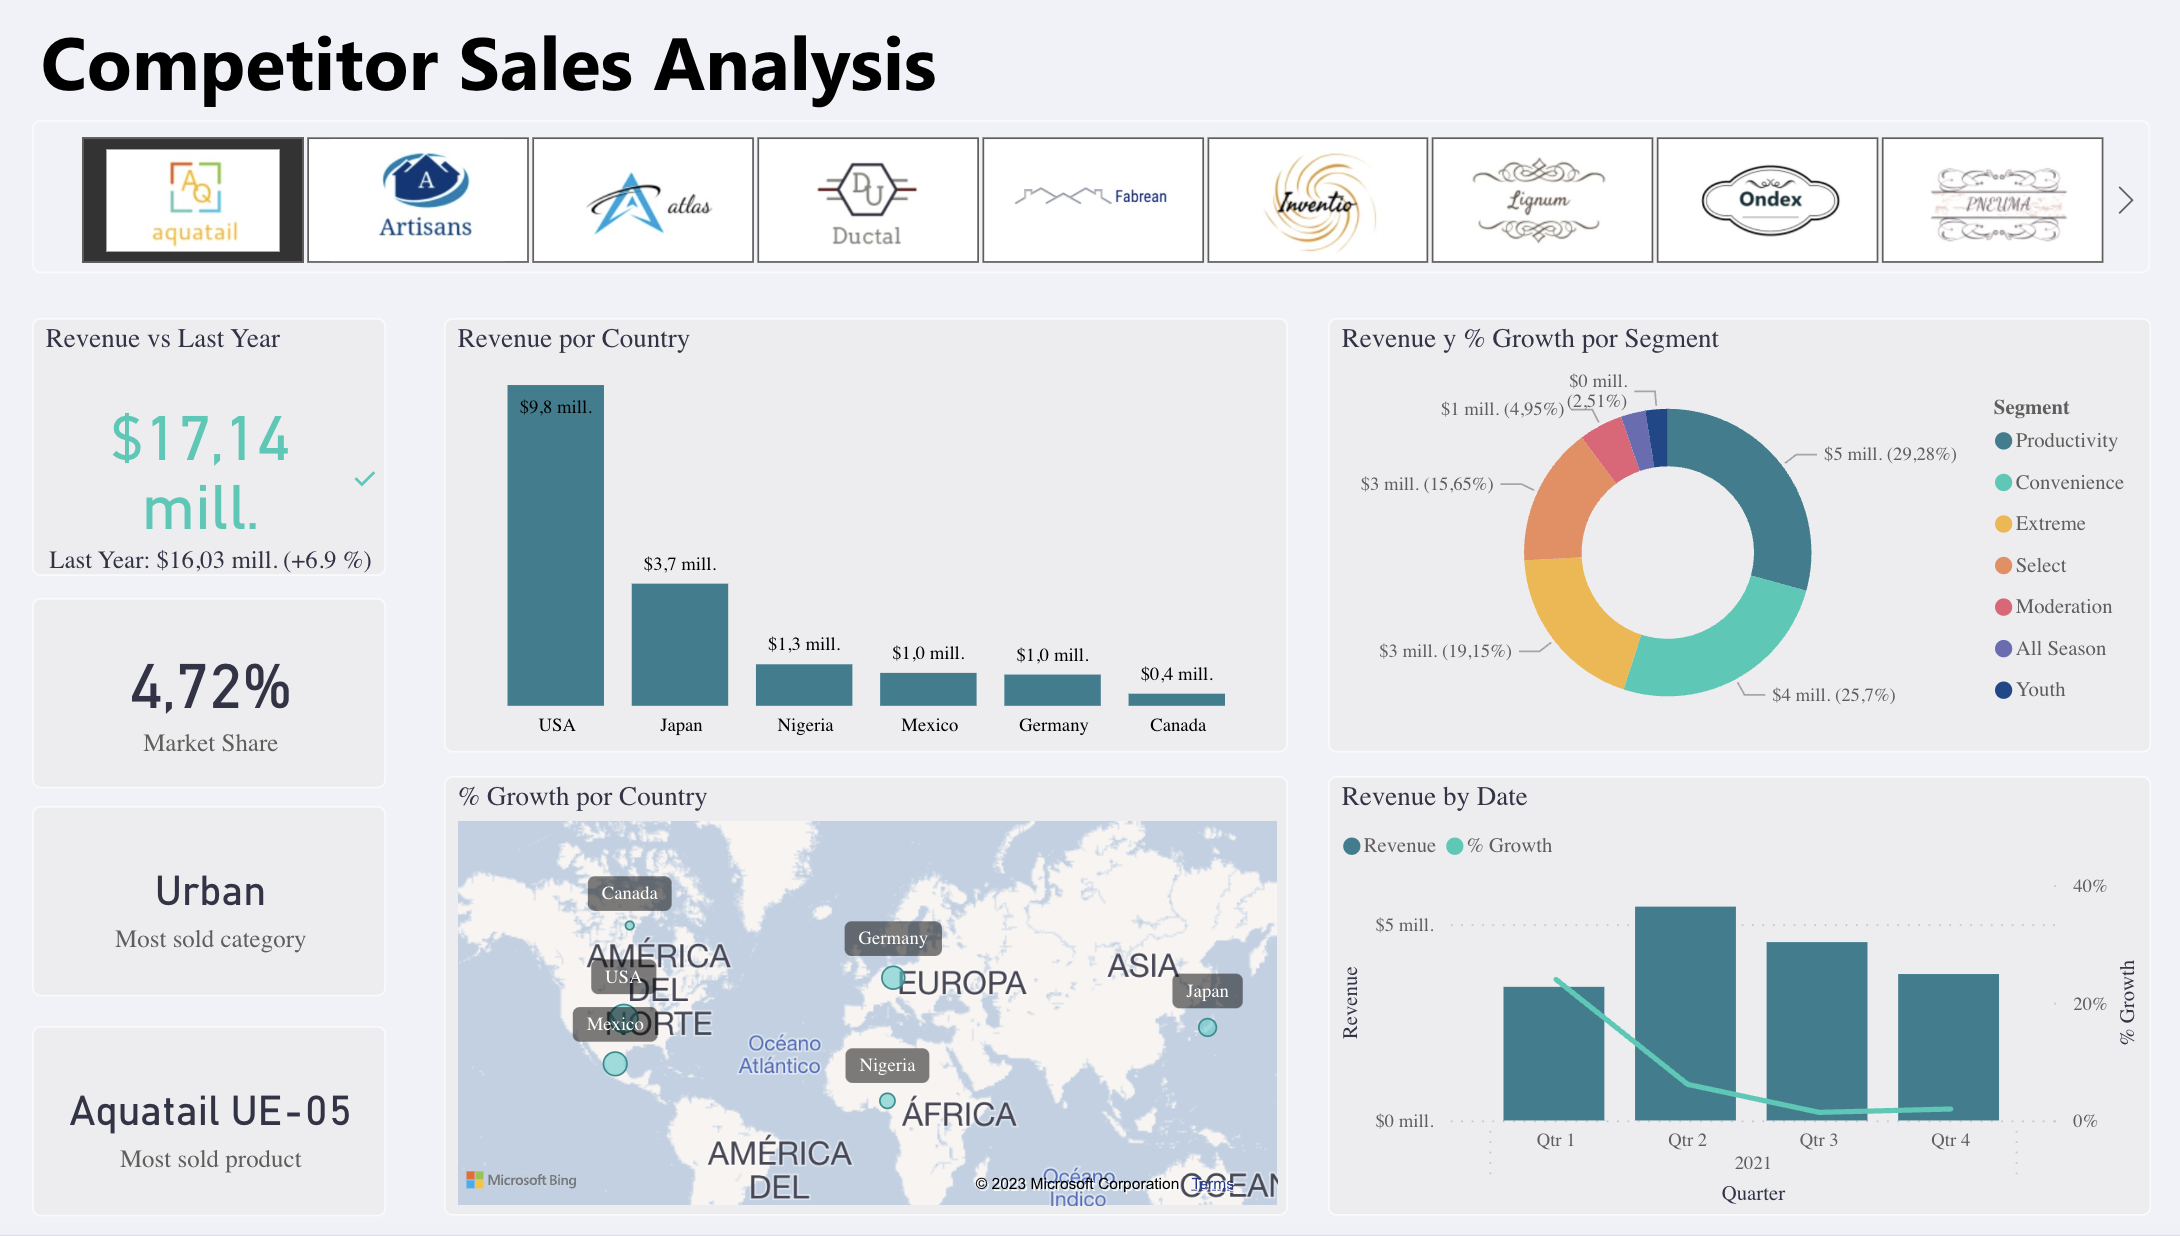 Competitor Sales Analysis
AQ
aquatail
A
Artisans
atlas
DU
Ductal
Fabrean
Inventio
Lignum
Ondex
PNEUMA
Revenue vs Last Year
$17,14
mill.
Last Year: $16,03 mill. (+6.9 %)
4,72%
Market Share
Urban
Most sold category
Aquatail UE-05
Most sold product
Revenue por Country
$9,8 mill.
$3,7 mill.
$1,3 mill.
$1,0 mill.
$1,0 mill.
$0,4 mill.
USA
Japan
Nigeria
Mexico
Germany
Canada
Revenue y % Growth por Segment
$0 mill.
(2,51%)
$1 mill. (4,95%)
$5 mill. (29,28%)
$3 mill. (15,65%)
$3 mill. (19,15%)
$4 mill. (25,7%)
Segment
Productivity
Convenience
Extreme
Select
Moderation
All Season
Youth
% Growth por Country
Canada
AMÉRICA
DEL
NORTE
USA
Mexico
Germany
EUROPA
ASIA
Japan
Océano
Atlántico
Nigeria
ÁFRICA
AMÉRICA
DEL
Océano
Índico
OCEAN
Microsoft Bing
© 2023 Microsoft Corporation Terms
Revenue by Date
Revenue
% Growth
40%
$5 mill.
20%
$0 mill.
0%
Revenue
% Growth
Qtr 1
Qtr 2
Qtr 3
Qtr 4
2021
Quarter